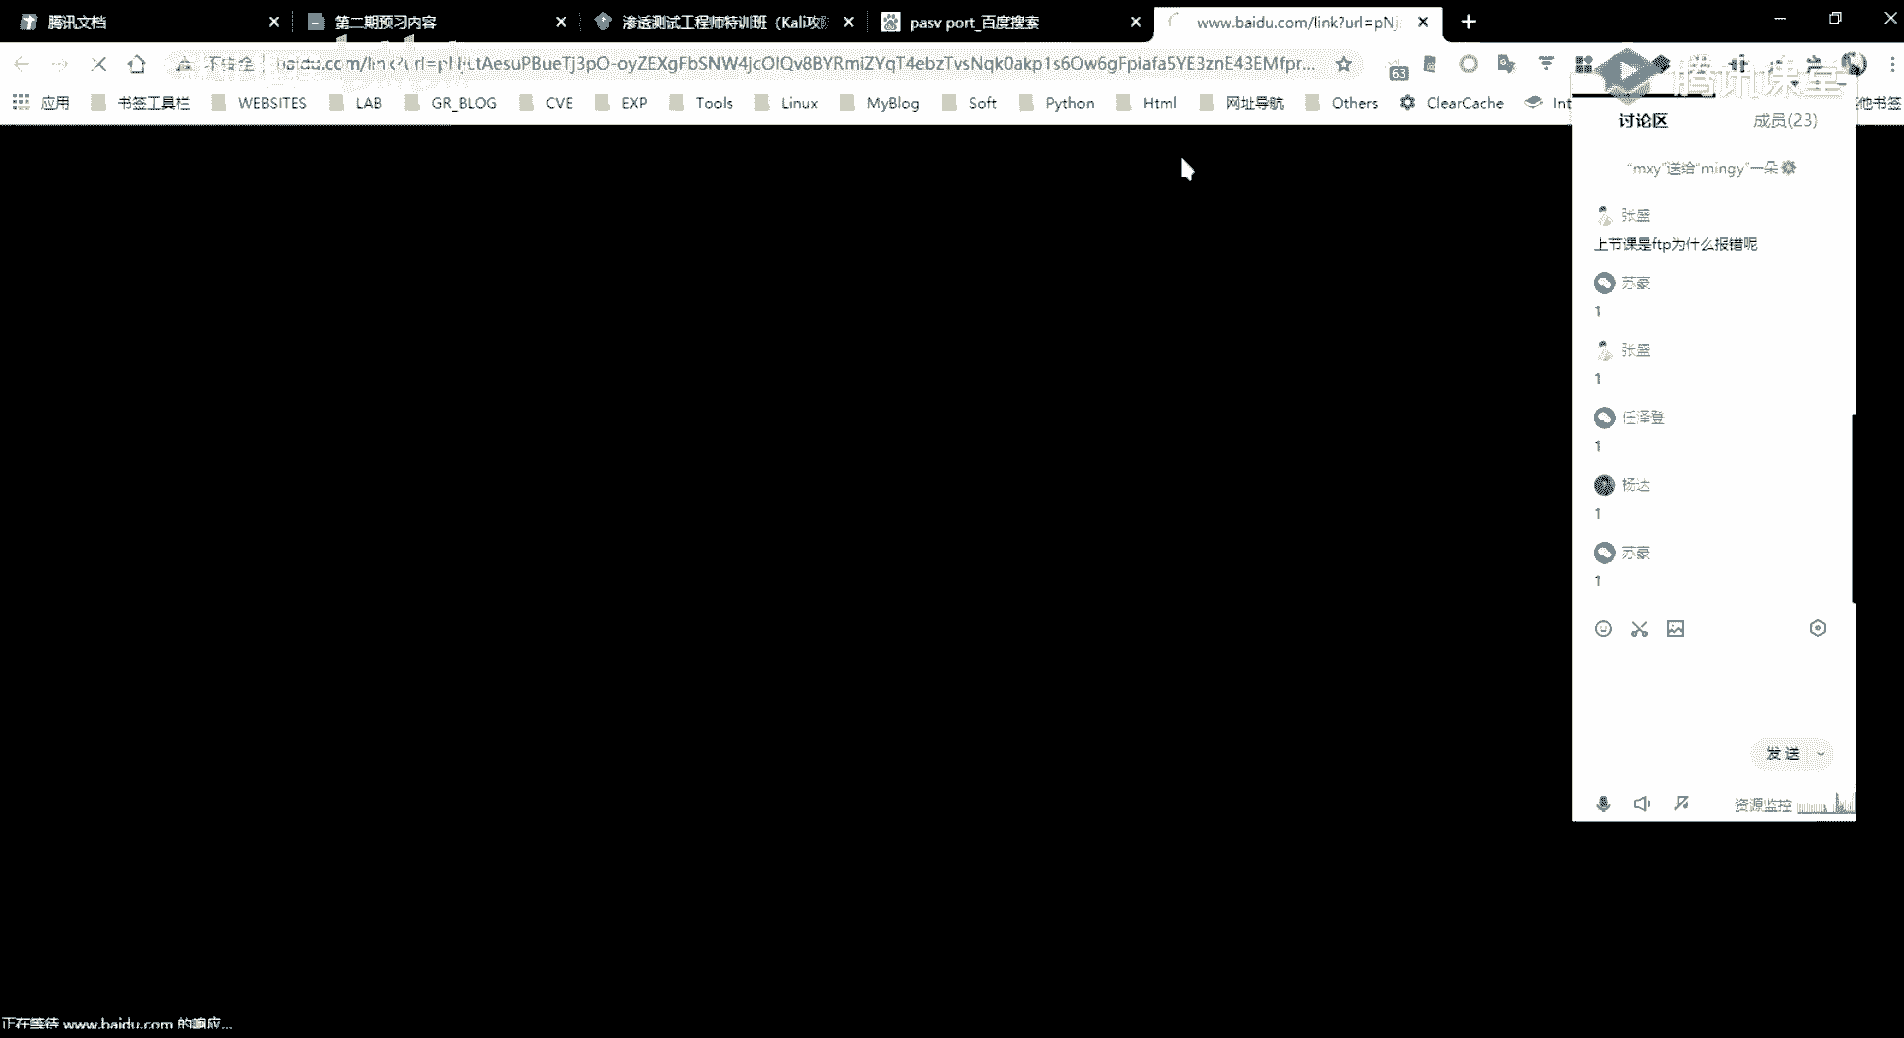 腾讯文档
第二期预习内容
渗透测试工程师特训班（Kali攻防
pasv port_百度搜索
www.baidu.com/link?url=pNj
不安全
baidu.com/link?url=pNjctAesuPBueTj3pO-oyZEXgFbSNW4jcOlQv8BYRmiZYqT4ebzTvsNqk0akp1s6Ow6gFpiafa5YE3znE43EMfpr...
63
应用
书签工具栏
WEBSITES
LAB
GR_BLOG
CVE
EXP
Tools
Linux
MyBlog
Soft
Python
Html
网址导航
Others
ClearCache
Int
其他书签
腾讯课堂
讨论区
成员(23)
“mxy”送给“mingy”一朵
张盛
上节课是ftp为什么报错呢
苏豪
1
张盛
1
任泽登
1
杨达
1
苏豪
1
发送
资源监控
正在等待 www.baidu.com 的响应...